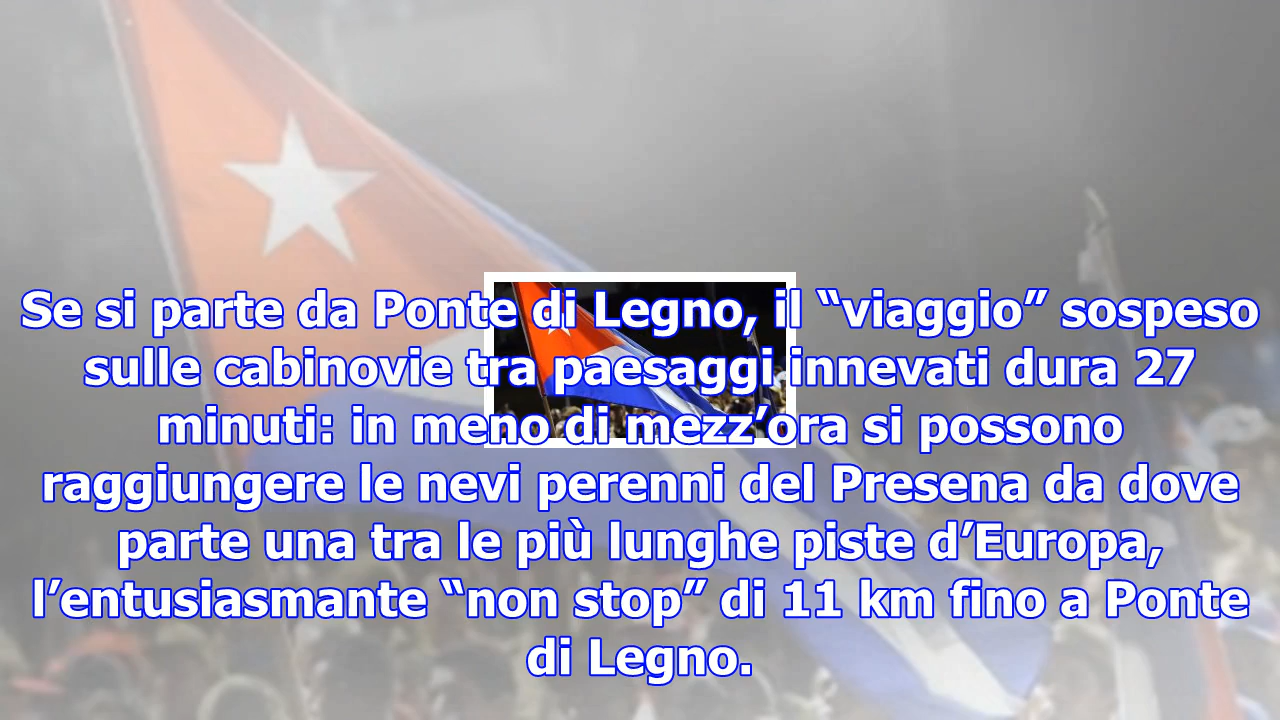 Se si parte da Ponte di Legno, il “viaggio” sospeso
sulle cabinovie tra paesaggi innevati dura 27
minuti: in meno di mezz’ora si possono
raggiungere le nevi perenni del Presena da dove
parte una tra le più lunghe piste d’Europa,
l’entusiasmante “non stop” di 11 km fino a Ponte
di Legno.